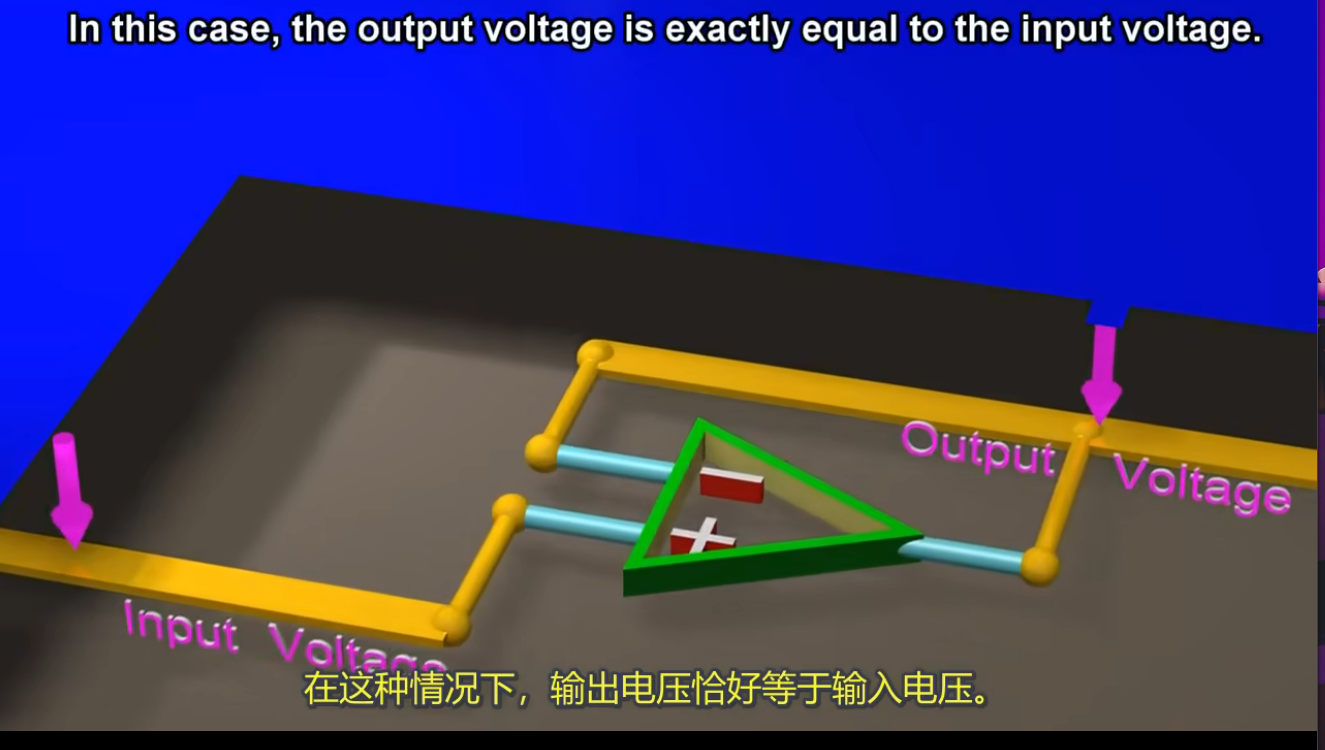 In this case, the output voltage is exactly equal to the input voltage.
Output Voltage
Input Voltage
在这种情况下，输出电压恰好等于输入电压。